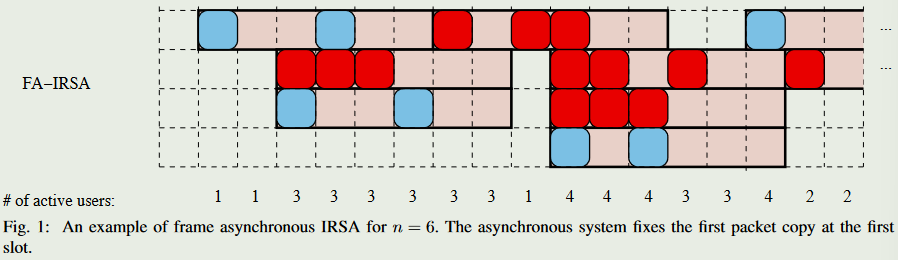 ...
FA–IRSA
...
# of active users: 1 1 3 3 3 3 3 3 1 4 4 4 3 3 4 2 2
Fig. 1: An example of frame asynchronous IRSA for n = 6. The asynchronous system fixes the first packet copy at the first
slot.